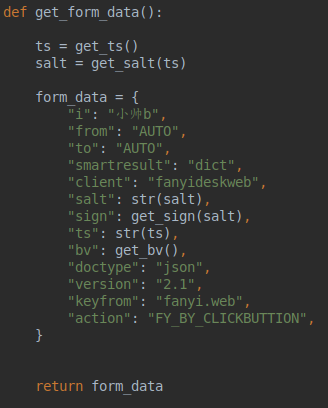 def get_form_data():
ts = get_ts()
salt = get_salt(ts)
form_data = {
"i": "小帅b",
"from": "AUTO",
"to": "AUTO",
"smartresult": "dict",
"client": "fanyideskweb",
"salt": str(salt),
"sign": get_sign(salt),
"ts": str(ts),
"bv": get_bv(),
"doctype": "json",
"version": "2.1",
"keyfrom": "fanyi.web",
"action": "FY_BY_CLICKBUTTION",
}
return form_data